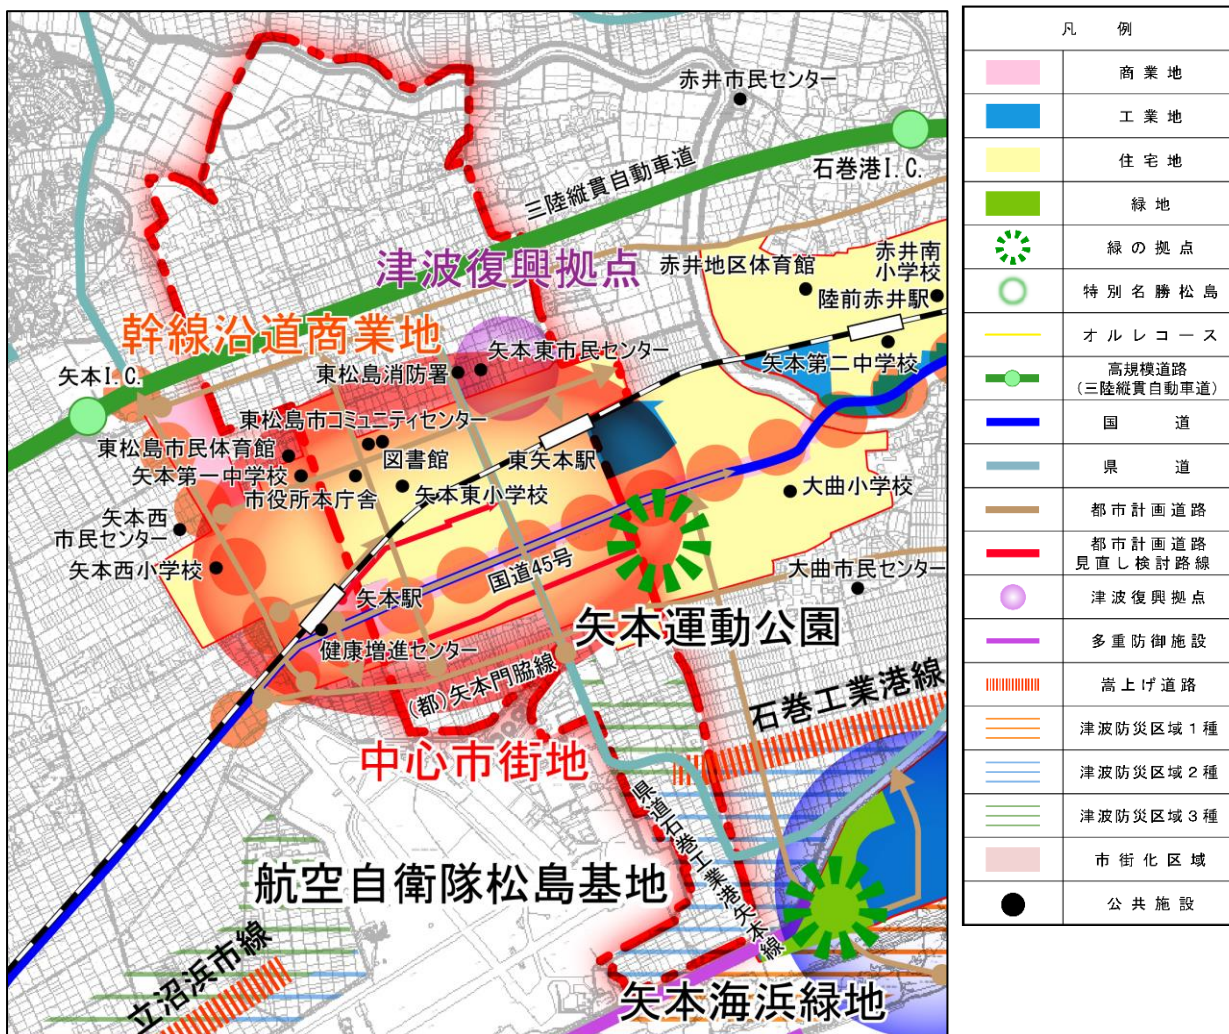 赤井市民センター
石巻港I.C.
三陸縦貫自動車道
津波復興拠点
赤井地区体育館
赤井南
小学校
陸前赤井駅
幹線沿道商業地
矢本東市民センター
矢本第二中学校
矢本I.C.
東松島消防署
東松島市コミュニティセンター
東松島市民体育館
図書館
東矢本駅
矢本第一中学校
市役所本庁舎
矢本東小学校
大曲小学校
矢本西
市民センター
矢本西小学校
国道45号
大曲市民センター
矢本駅
矢本運動公園
健康増進センター
(都)矢本門脇線
石巻工業港線
中心市街地
県道石巻工業港矢本線
航空自衛隊松島基地
立沼浜市線
矢本海浜緑地
凡例
商業地
工業地
住宅地
緑地
緑の拠点
特別名勝松島
オルレコース
高規模道路
(三陸縦貫自動車道)
国道
県道
都市計画道路
都市計画道路
見直し検討路線
津波復興拠点
多重防御施設
嵩上げ道路
津波防災区域1種
津波防災区域2種
津波防災区域3種
市街化区域
公共施設